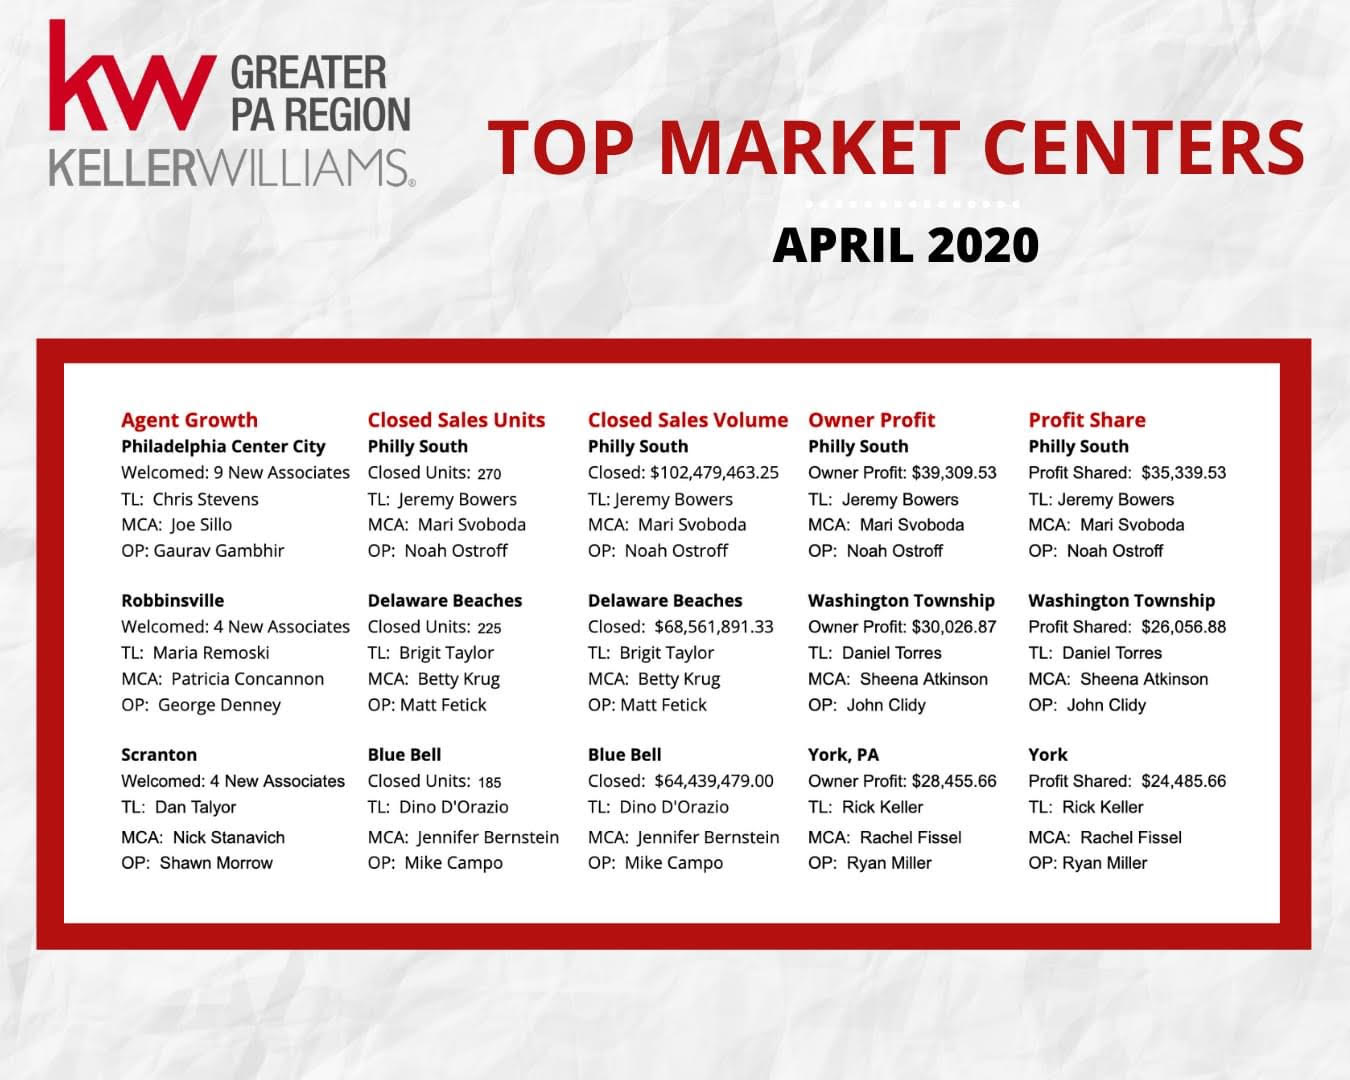 kw GREATER
PA REGION
KELLERWILLIAMS®
TOP MARKET CENTERS
APRIL 2020
Agent Growth
Philadelphia Center City
Welcomed: 9 New Associates
TL: Chris Stevens
MCA: Joe Sillo
OP: Gaurav Gambhir
Robbinsville
Welcomed: 4 New Associates
TL: Maria Remoski
MCA: Patricia Concannon
OP: George Denney
Scranton
Welcomed: 4 New Associates
TL: Dan Talyor
MCA: Nick Stanavich
OP: Shawn Morrow
Closed Sales Units
Philly South
Closed Units: 270
TL: Jeremy Bowers
MCA: Mari Svoboda
OP: Noah Ostroff
Delaware Beaches
Closed Units: 225
TL: Brigit Taylor
MCA: Betty Krug
OP: Matt Fetick
Blue Bell
Closed Units: 185
TL: Dino D'Orazio
MCA: Jennifer Bernstein
OP: Mike Campo
Closed Sales Volume
Philly South
Closed: $102,479,463.25
TL: Jeremy Bowers
MCA: Mari Svoboda
OP: Noah Ostroff
Delaware Beaches
Closed: $68,561,891.33
TL: Brigit Taylor
MCA: Betty Krug
OP: Matt Fetick
Blue Bell
Closed: $64,439,479.00
TL: Dino D'Orazio
MCA: Jennifer Bernstein
OP: Mike Campo
Owner Profit
Philly South
Owner Profit: $39,309.53
TL: Jeremy Bowers
MCA: Mari Svoboda
OP: Noah Ostroff
Washington Township
Owner Profit: $30,026.87
TL: Daniel Torres
MCA: Sheena Atkinson
OP: John Clidy
York, PA
Owner Profit: $28,455.66
TL: Rick Keller
MCA: Rachel Fissel
OP: Ryan Miller
Profit Share
Philly South
Profit Shared: $35,339.53
TL: Jeremy Bowers
MCA: Mari Svoboda
OP: Noah Ostroff
Washington Township
Profit Shared: $26,056.88
TL: Daniel Torres
MCA: Sheena Atkinson
OP: John Clidy
York
Profit Shared: $24,485.66
TL: Rick Keller
MCA: Rachel Fissel
OP: Ryan Miller